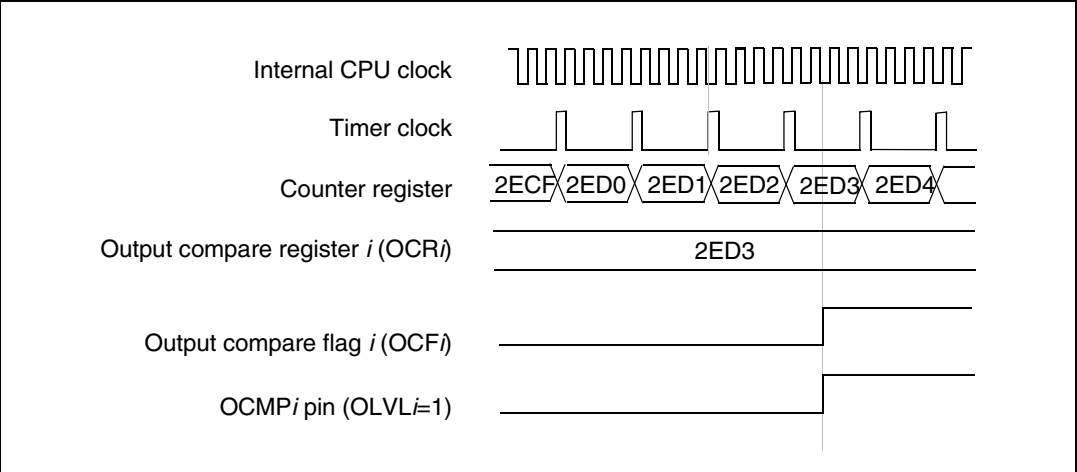 Internal CPU clock
Timer clock
Counter register
2ECF 2ED0 2ED1 2ED2 2ED3 2ED4
Output compare register i (OCRi)
2ED3
Output compare flag i (OCFi)
OCMPi pin (OLVLi=1)